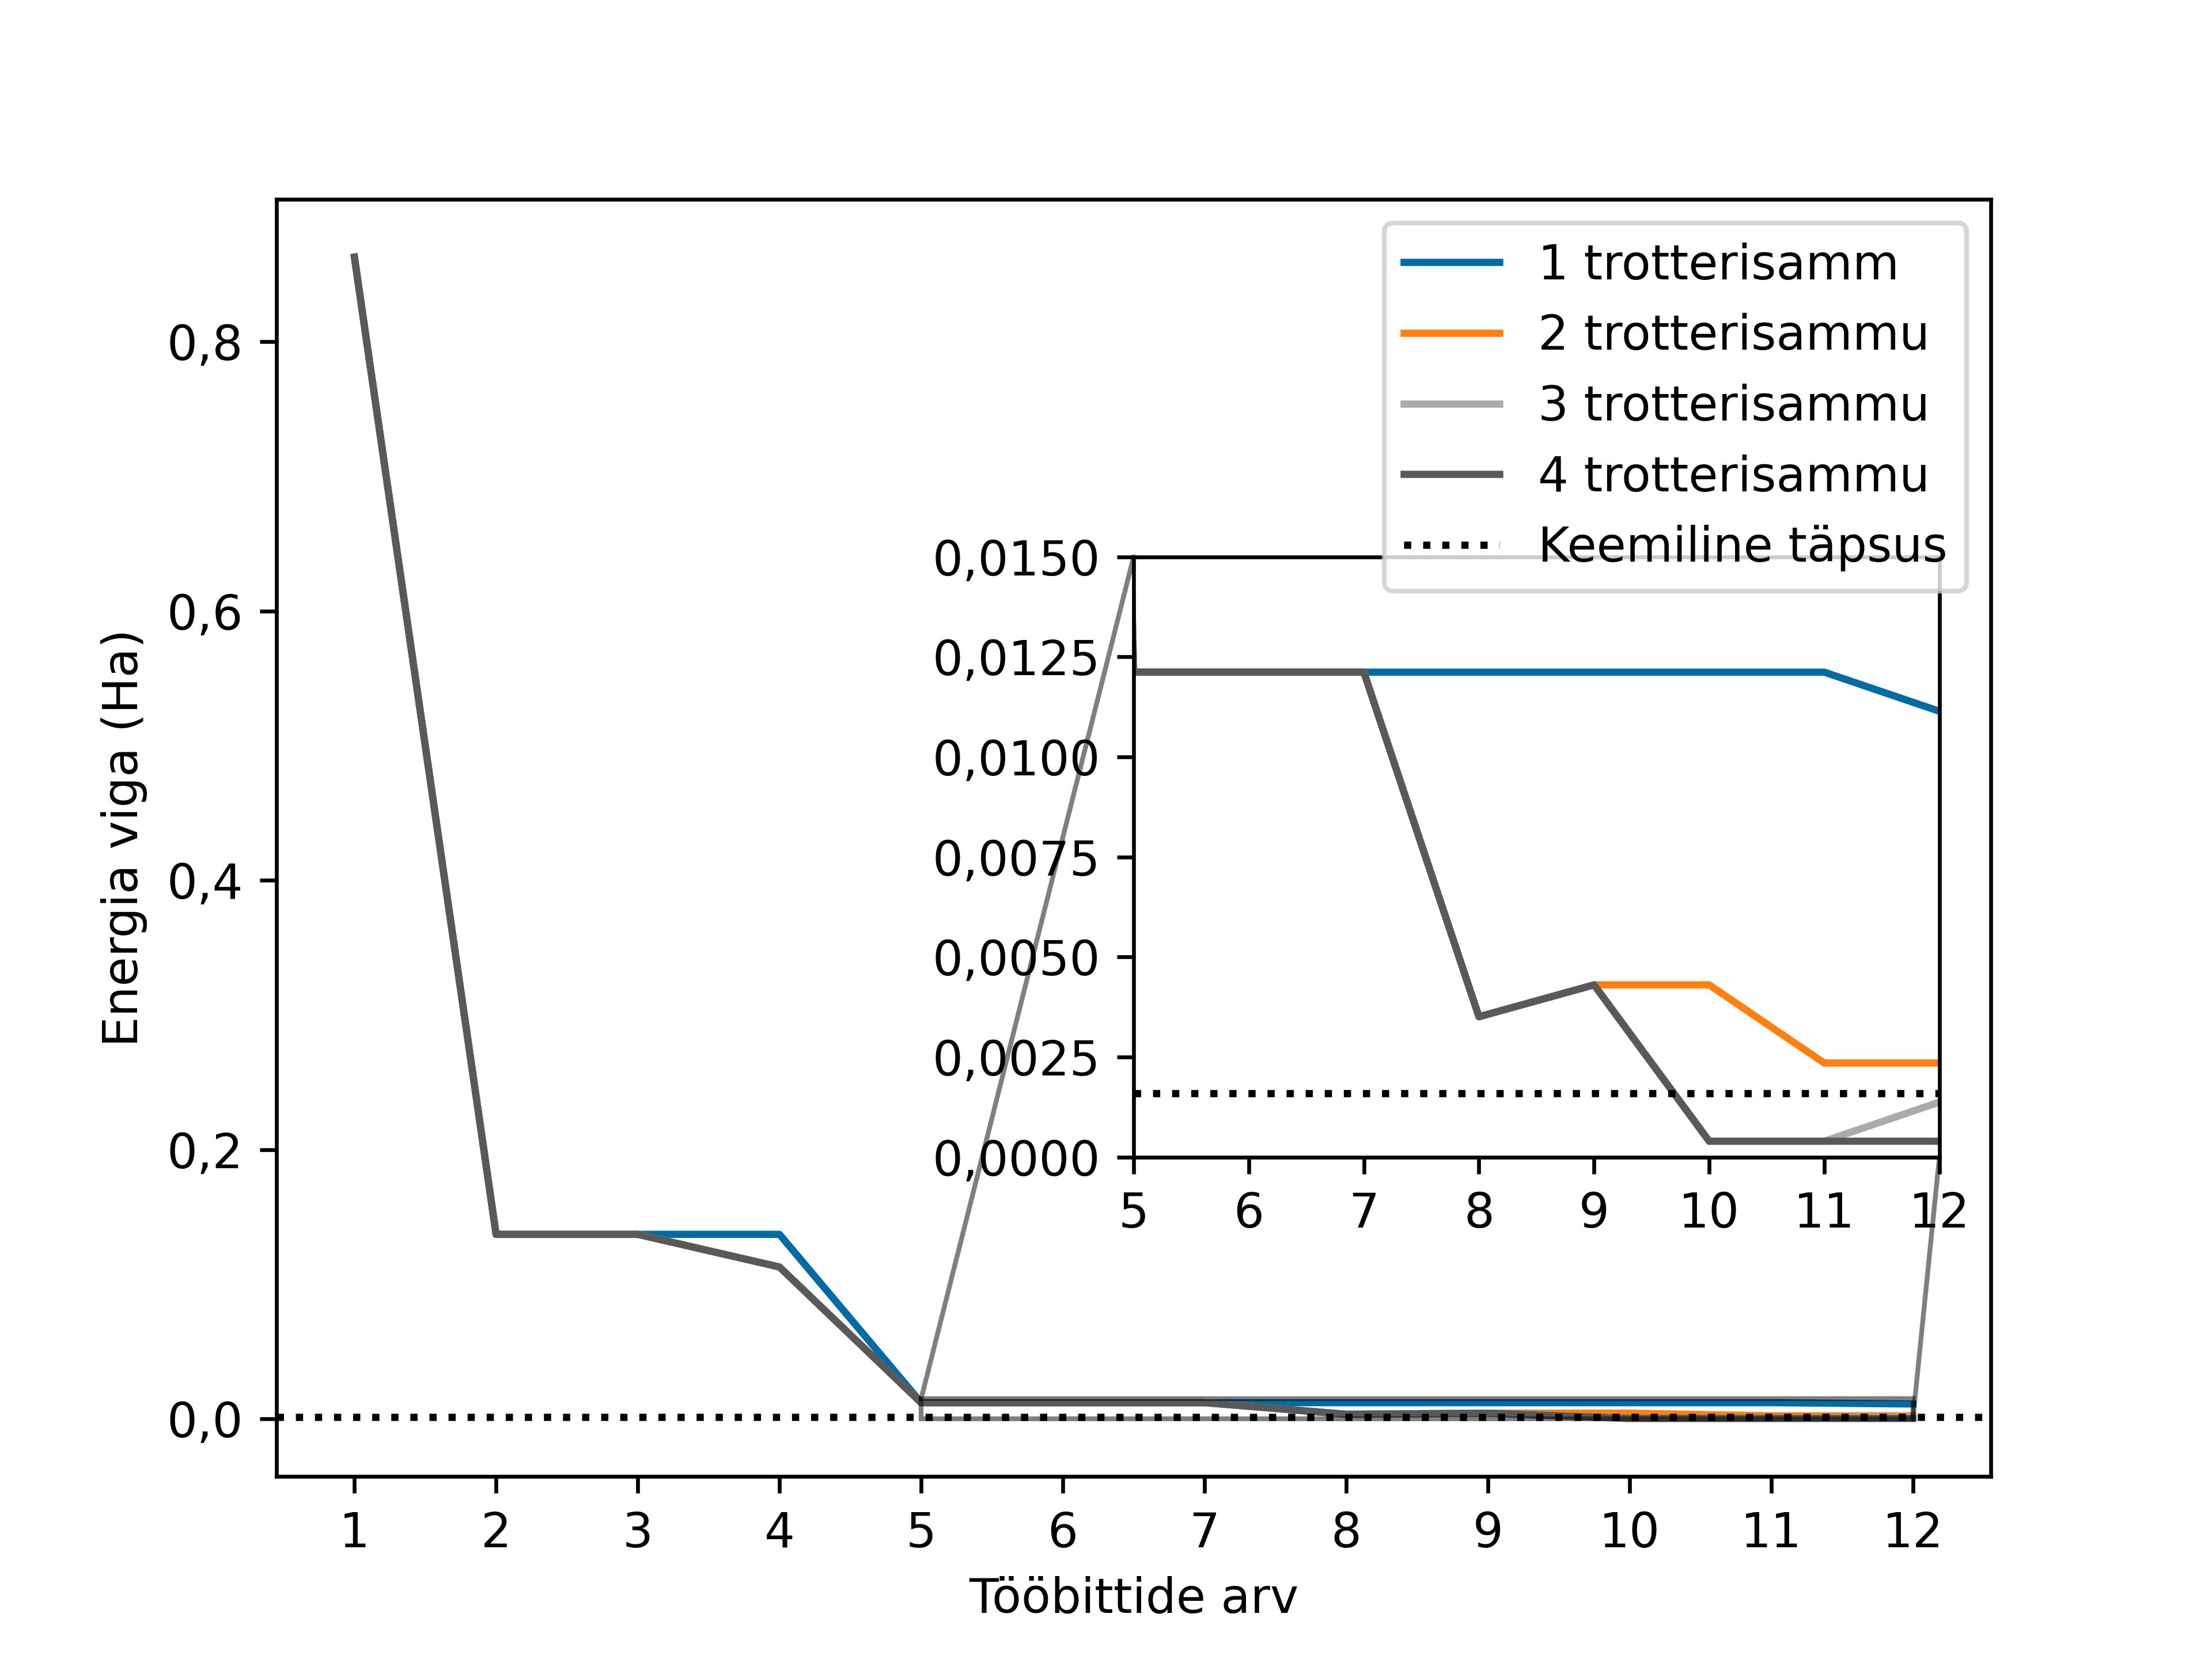 1 trotterisamm
2 trotterisammu
3 trotterisammu
4 trotterisammu
Keemiline täpsus
Energia viga (Ha)
0,8
0,6
0,4
0,2
0,0
0,0150
0,0125
0,0100
0,0075
0,0050
0,0025
0,0000
5 6 7 8 9 10 11 12
1 2 3 4 5 6 7 8 9 10 11 12
Tööbittide arv